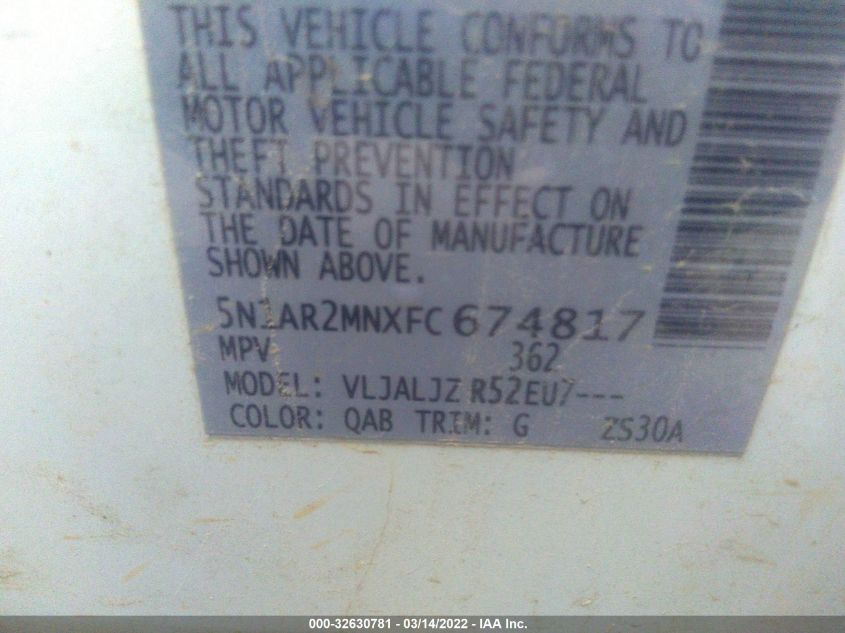 THIS VEHICLE CONFORMS TO
ALL APPLICABLE FEDERAL
MOTOR VEHICLE SAFETY AND
THEFT PREVENTION
STANDARDS IN EFFECT ON
THE DATE OF MANUFACTURE
SHOWN ABOVE.
5N1AR2MNXFC 674817
MPV 362
MODEL: VLJALJZ R52EU7---
COLOR: QAB TRIM: G ZS30A
000-32630781 - 03/14/2022 - IAA Inc.